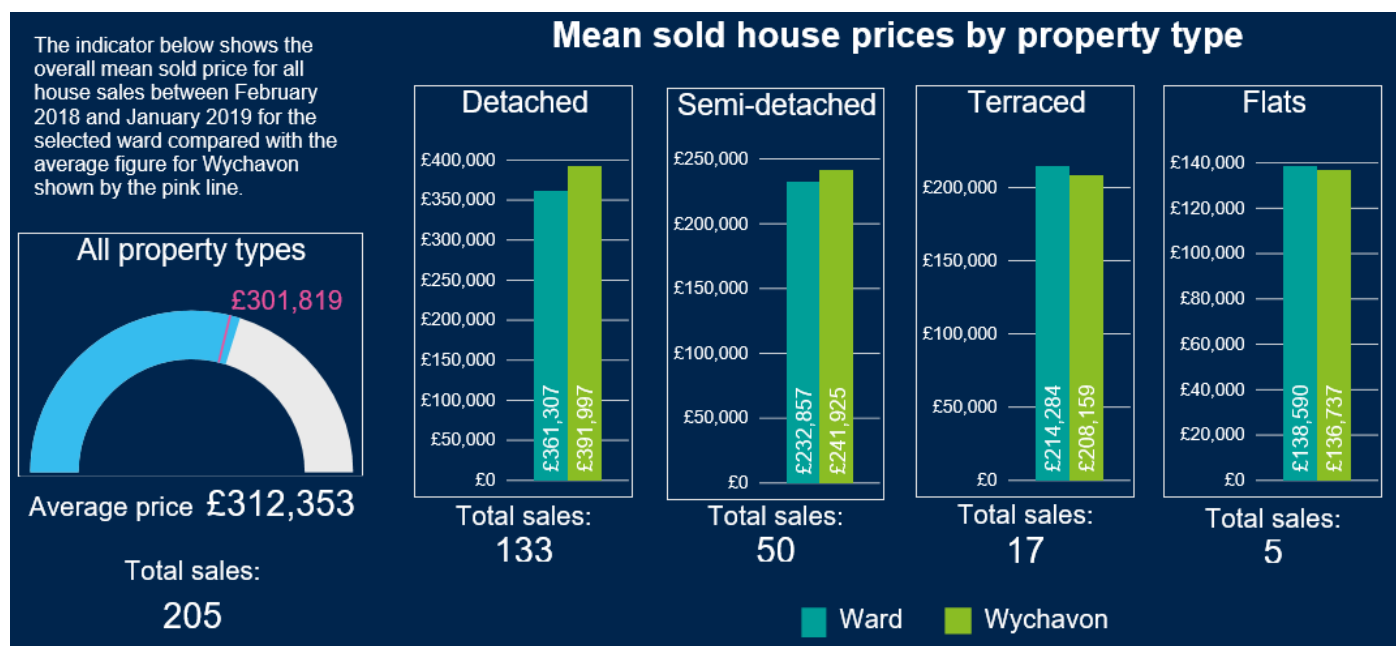 The indicator below shows the
overall mean sold price for all
house sales between February
2018 and January 2019 for the
selected ward compared with the
average figure for Wychavon
shown by the pink line.
All property types
£301,819
Average price £312,353
Total sales:
205
Mean sold house prices by property type
Detached
£400,000
£350,000
£300,000
£250,000
£200,000
£150,000
£100,000
£50,000
£0
£361,307
£391,997
Total sales:
133
Semi-detached
£250,000
£200,000
£150,000
£100,000
£50,000
£0
£232,857
£241,925
Total sales:
50
Terraced
£200,000
£150,000
£100,000
£50,000
£0
£214,284
£208,159
Total sales:
17
Flats
£140,000
£120,000
£100,000
£80,000
£60,000
£40,000
£20,000
£0
£138,590
£136,737
Total sales:
5
Ward
Wychavon